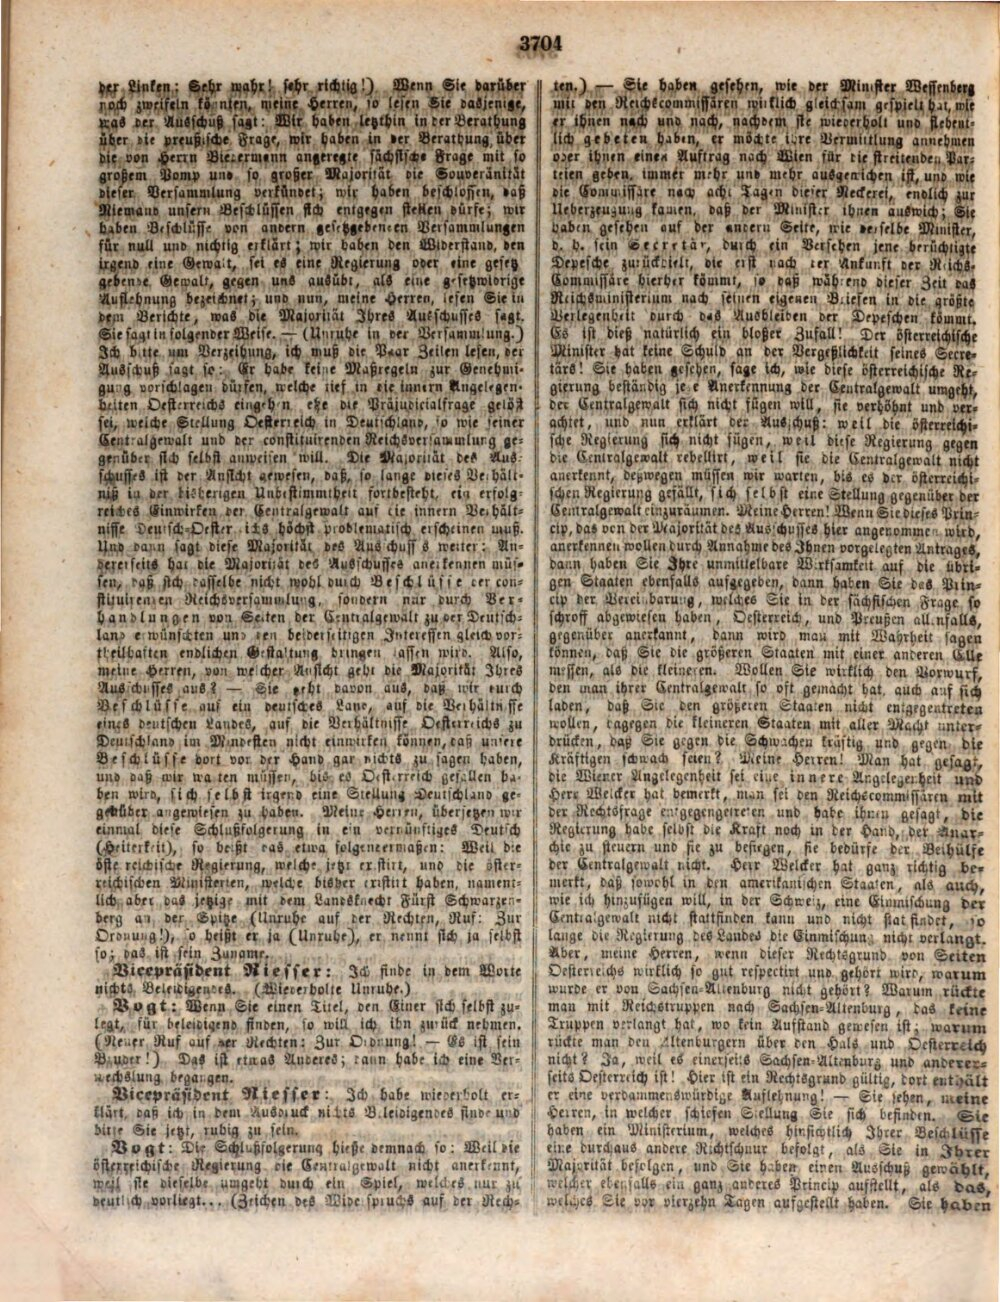 3704
der Linken: Sehr wahr! sehr richtig!) Wenn Sie darüber
noch zweifeln könnten, meine Herren, so lesen Sie dasjenige,
was der Ausschuß sagt: Wir haben letzthin in der Berathung
über die preußische Frage, wir haben in der Berathung über
die von Herrn Biedermann angeregte sächsische Frage mit so
großem Pomp und so großer Majorität die Souveränität
dieser Versammlung verkündet; wir haben beschlossen, daß
Niemand unsern Beschlüssen sich entgegen stellen dürfe; wir
haben Beschlüsse von andern gesetzgebenden Versammlungen
für null und nichtig erklärt; wir haben den Widerstand, den
irgend eine Gewalt, sei es eine Regierung oder eine gesetz
gebende Gewalt, gegen uns ausübt, als eine gesetzwidrige
Auflehnung bezeichnet; und nun, meine Herren, lesen Sie in
dem Berichte, was die Majorität Ihres Ausschusses sagt.
Sie sagt in folgender Weise. — (Unruhe in der Versammlung.)
Ich bitte um Verzeihung, ich muß die Paar Zeilen lesen, der
Ausschuß sagt so: Er habe keine Maßregeln zur Genehmi-
gung vorschlagen dürfen, welche tief in die innern Angelegen-
heiten Oesterreichs eingehen, ehe die Präjudicialfrage gelöst
sei, welche Stellung Oesterreich in Deutschland, so wie seiner
Centralgewalt und der constituirenden Reichsversammlung ge-
genüber sich selbst anweisen will. Die Majorität des Aus-
schusses ist der Ansicht gewesen, daß, so lange dieses Verhält-
niß in der bisherigen Unbestimmtheit fortbesteht, ein erfolg-
reiches Einwirken der Centralgewalt auf die innern Verhält-
nisse Deutsch-Oesterreichs höchst problematisch erscheinen muß.
Und dann sagt diese Majorität des Ausschusses weiter: An-
dererseits hat die Majorität des Ausschusses anerkennen müs-
sen, daß sich dasselbe nicht wohl durch Beschlüsse der con-
stituirenden Reichsversammlung, sondern nur durch Ver-
handlungen von Seiten der Centralgewalt zu der Deutsch-
land erwünschten und den beiderseitigen Interessen gleich vor-
theilhaften endlichen Gestaltung bringen lassen wird. Also,
meine Herren, von welcher Ansicht geht die Majorität Ihres
Ausschusses aus? — Sie geht davon aus, daß wir durch
Beschlüsse auf ein deutsches Land, auf die Verhältnisse
eines deutschen Landes, auf die Verhältnisse Oesterreichs zu
Deutschland im Mindesten nicht einwirken können, daß unsere
Beschlüsse dort vor der Hand gar nichts zu sagen haben,
und daß wir warten müssen, bis es Oesterreich gefallen ha-
ben wird, sich selbst irgend eine Stellung Deutschland ge-
genüber angewiesen zu haben. Meine Herren, übersetzen wir
einmal diese Schlußfolgerung in ein vernünftiges Deutsch
(Heiterkeit), so heißt das etwa folgendermaßen: Weil die
österreichische Regierung, welche jetzt existirt, und die öster-
reichischen Ministerien, welche bisher existirt haben, nament-
lich aber das jetzige mit dem Landsknecht Fürst Schwarzen-
berg an der Spitze (Unruhe auf der Rechten, Ruf: Zur
Ordnung!), so heißt er ja (Unruhe), er nennt sich ja selbst
so; das ist sein Zuname.
Vicepräsident Riesser: Ich finde in dem Worte
nichts Beleidigendes. (Wiederholte Unruhe.)
Vogt: Wenn Sie einen Titel, den Einer sich selbst zu-
legt, für beleidigend finden, so will ich ihn zurück nehmen.
(Neuer Ruf auf der Rechten: Zur Ordnung! — Es ist sein
Bruder!) Das ist etwas Anderes; dann habe ich eine Ver-
wechslung begangen.
Vicepräsident Riesser: Ich habe wiederholt er-
klärt, daß ich in dem Ausdruck nichts Beleidigendes finde und
bitte Sie jetzt, ruhig zu sein.
Vogt: Die Schlußfolgerung hieße demnach so: Weil die
österreichische Regierung die Centralgewalt nicht anerkennt,
weil sie dieselbe umgeht durch ein Spiel, welches nur zu
deutlich vorliegt... (Zeichen des Widerspruchs auf der Rech-
ten.) — Sie haben gesehen, wie der Minister Wessenberg
mit den Reichscommissären wirklich gleichsam gespielt hat, wie
er ihnen nach und nach, nachdem sie wiederholt und flehent-
lich gebeten haben, er möchte ihre Vermittlung annehmen
oder ihnen einen Auftrag nach Wien für die streitenden Par-
teien geben, immer mehr und mehr ausgewichen ist, und wie
die Commissäre nach acht Tagen dieser Neckerei, endlich zur
Ueberzeugung kamen, daß der Minister ihnen auswich; Sie
haben gesehen auf der andern Seite, wie derselbe Minister,
d. h. sein Secretär, durch ein Versehen jene berüchtigte
Depesche zurückhielt, die erst nach der Ankunft der Reichs-
Commissäre hierher kömmt, so daß während dieser Zeit das
Reichsministerium nach seinen eigenen Briefen in die größte
Verlegenheit durch das Ausbleiben der Depeschen kömmt.
Es ist dieß natürlich ein bloßer Zufall! Der österreichische
Minister hat keine Schuld an der Vergeßlichkeit seines Secre-
tärs! Sie haben gesehen, sage ich, wie diese österreichische Re-
gierung beständig jede Anerkennung der Centralgewalt umgeht,
der Centralgewalt sich nicht fügen will, sie verhöhnt und ver-
achtet, und nun erklärt der Ausschuß: weil die österreichi-
sche Regierung sich nicht fügen, weil diese Regierung gegen
die Centralgewalt rebellirt, weil sie die Centralgewalt nicht
anerkennt, deßwegen müssen wir warten, bis es der österreichi-
schen Regierung gefällt, sich selbst eine Stellung gegenüber der
Centralgewalt einzuräumen. Meine Herren! Wenn Sie dieses Prin-
cip, das von der Majorität des Ausschusses hier angenommen wird,
anerkennen wollen durch Annahme des Ihnen vorgelegten Antrages,
dann haben Sie Ihre unmittelbare Wirksamkeit auf die übri-
gen Staaten ebenfalls aufgegeben, dann haben Sie das Prin-
cip der Vereinbarung, welches Sie in der sächsischen Frage so
schroff abgewiesen haben, Oesterreich, und Preußen allenfalls,
gegenüber anerkannt, dann wird man mit Wahrheit sagen
können, daß Sie die größeren Staaten mit einer anderen Elle
messen, als die kleineren. Wollen Sie wirklich den Vorwurf,
den man ihrer Centralgewalt so oft gemacht hat, auch auf sich
laden, daß Sie den größeren Staaten nicht entgegentreten
wollen, dagegen die kleineren Staaten mit aller Macht unter-
drücken, daß Sie gegen die Schwachen kräftig und gegen die
Kräftigen schwach seien? Meine Herren! Man hat gesagt,
die Wiener Angelegenheit sei eine innere Angelegenheit und
Herr Welcker hat bemerkt, man sei den Reichscommissären mit
der Rechtsfrage entgegengetreten und habe ihnen gesagt, die
Regierung habe selbst die Kraft noch in der Hand, der Anar-
chie zu steuern und sie zu besiegen, sie bedürfe der Beihülfe
der Centralgewalt nicht. Herr Welcker hat ganz richtig be-
merkt, daß sowohl in den amerikanischen Staaten, als auch,
wie ich hinzufügen will, in der Schweiz, eine Einmischung der
Centralgewalt nicht stattfinden kann und nicht stattfindet, so
lange die Regierung des Landes die Einmischung nicht verlangt.
Aber, meine Herren, wenn dieser Rechtsgrund von Seiten
Oesterreichs wirklich so gut respectirt und gehört wird, warum
wurde er von Sachsen-Altenburg nicht gehört? Warum rückte
man mit Reichstruppen nach Sachsen-Altenburg, das keine
Truppen verlangt hat, wo kein Aufstand gewesen ist; warum
rückte man den Altenburgern über den Hals und Oesterreich
nicht? Ja, weil es einerseits Sachsen-Altenburg und anderer-
seits Oesterreich ist! Hier ist ein Rechtsgrund gültig, dort enthält
er eine verdammenswürdige Auflehnung! — Sie sehen, meine
Herren, in welcher schiefen Stellung Sie sich befinden. Sie
haben ein Ministerium, welches hinsichtlich Ihrer Beschlüsse
eine durchaus andere Richtschnur befolgt, als Sie in Ihrer
Majorität befolgen, und Sie haben einen Ausschuß gewählt,
welcher ebenfalls ein ganz anderes Princip aufstellt, als das,
welches Sie vor vierzehn Tagen aufgestellt haben. Sie haben